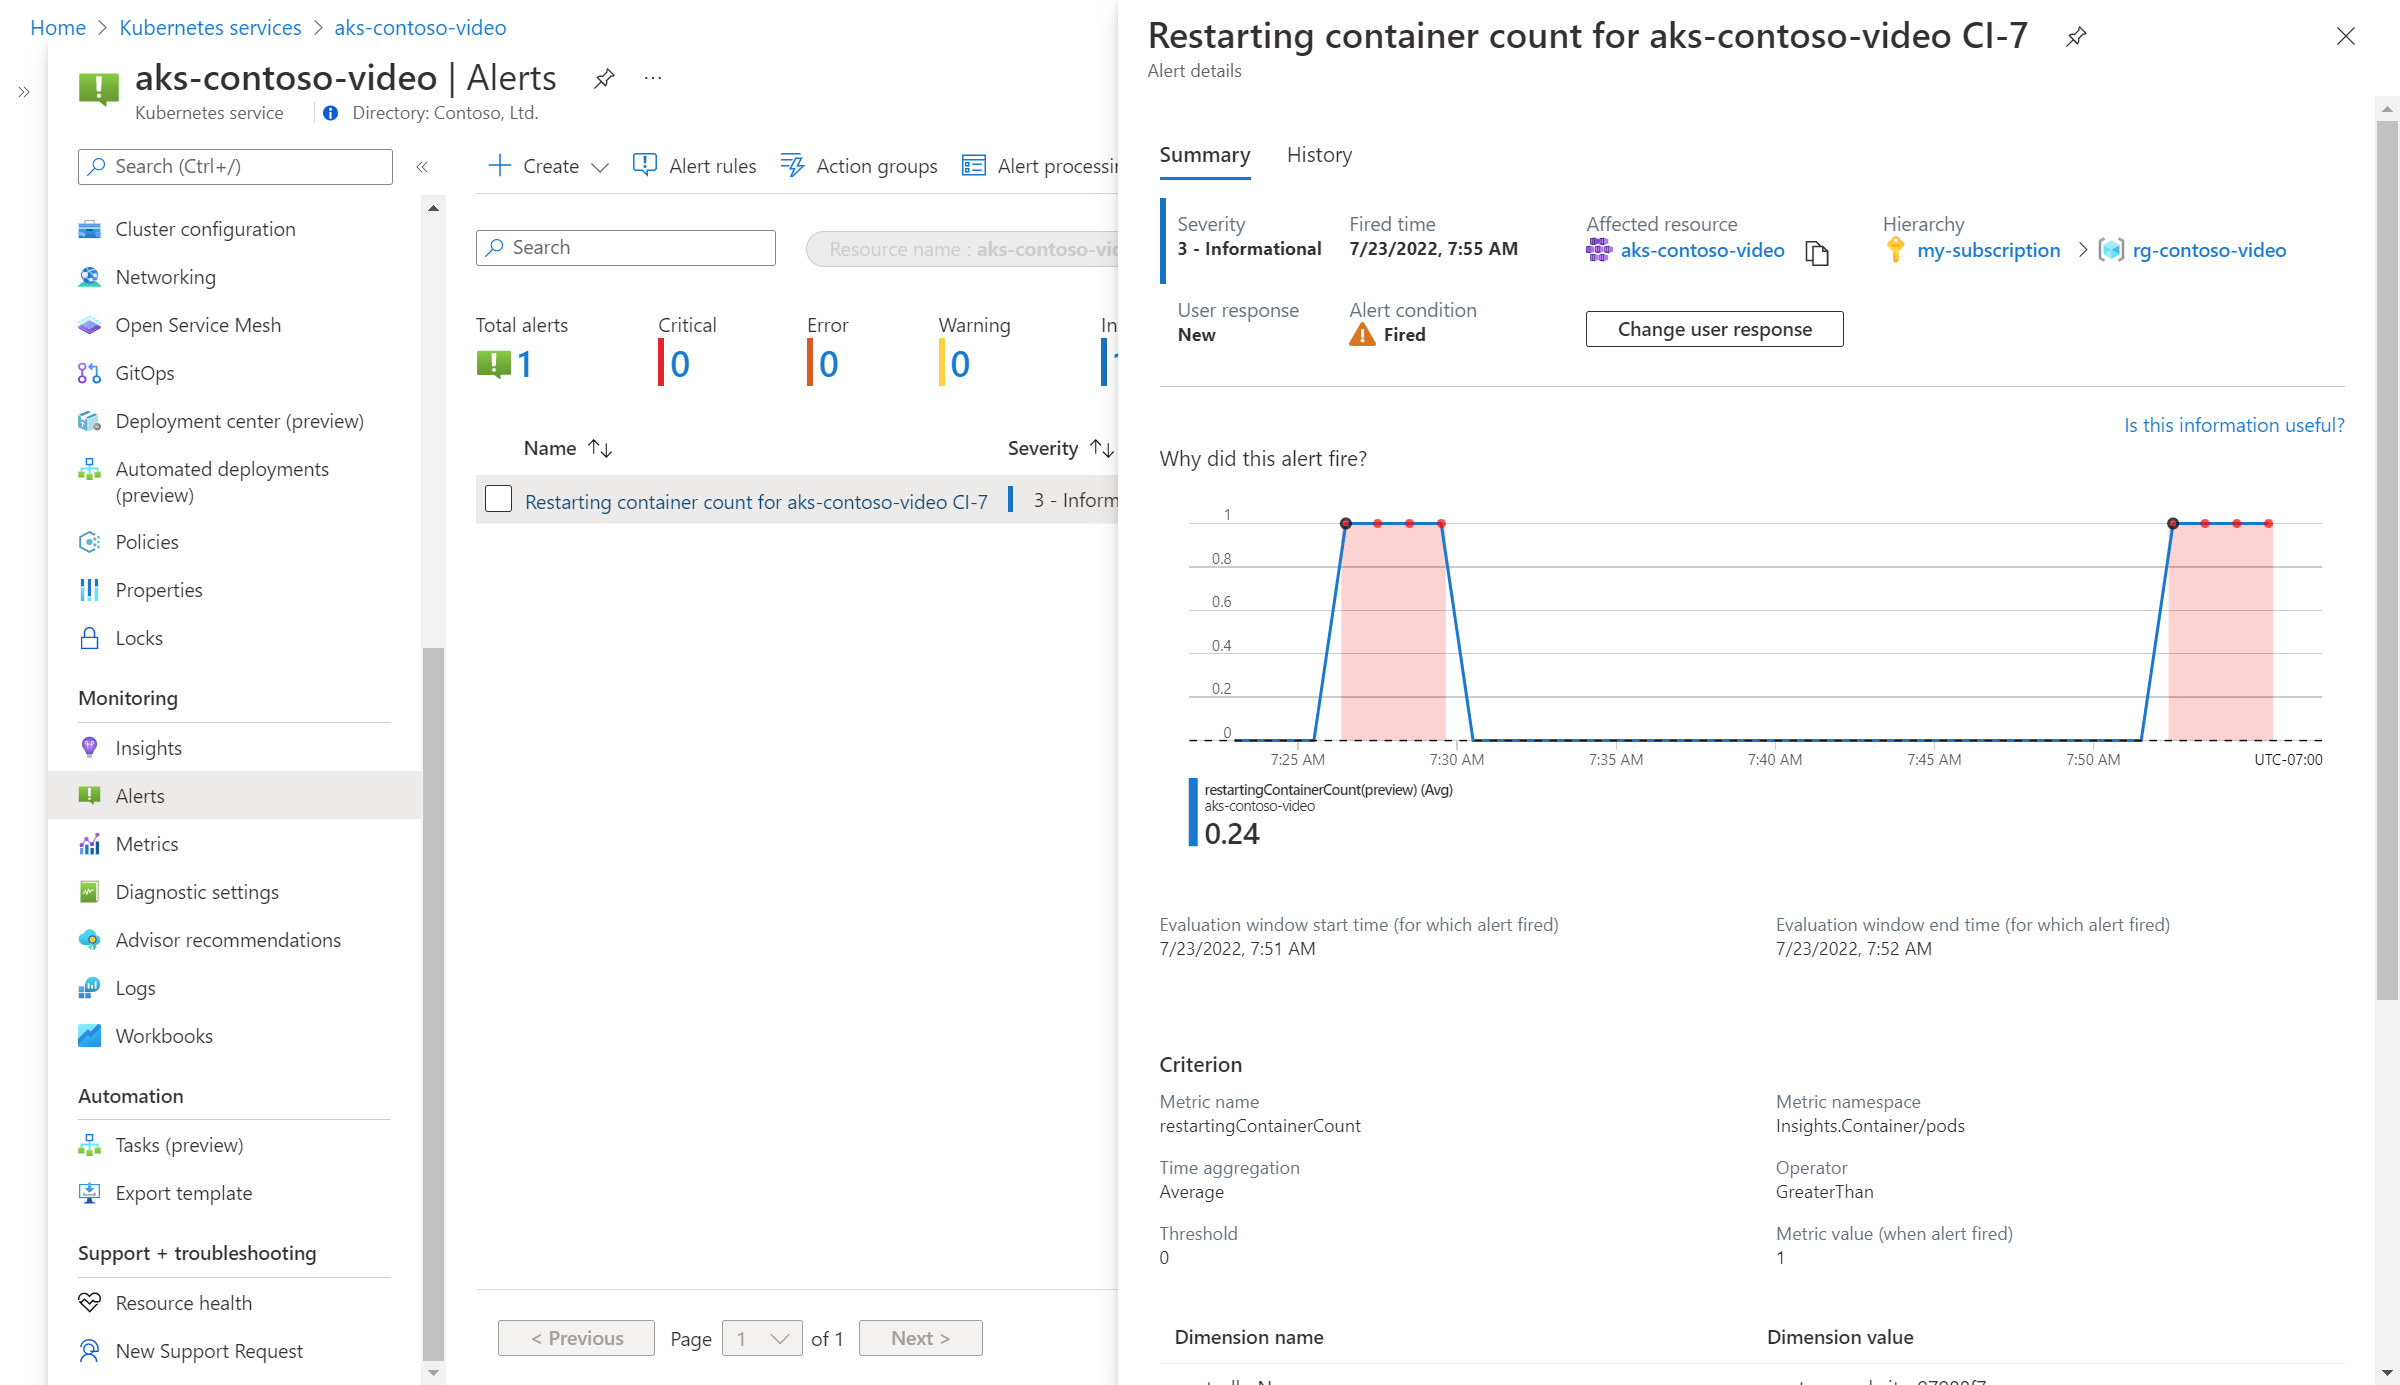 Home > Kubernetes services > aks-contoso-video
aks-contoso-video | Alerts
Kubernetes service
Directory: Contoso, Ltd.
Search (Ctrl+/)
Cluster configuration
Networking
Open Service Mesh
GitOps
Deployment center (preview)
Automated deployments
(preview)
Policies
Properties
Locks
Monitoring
Insights
Alerts
Metrics
Diagnostic settings
Advisor recommendations
Logs
Workbooks
Automation
Tasks (preview)
Export template
Support + troubleshooting
Resource health
New Support Request
Create
Alert rules
Action groups
Alert processin
Search
Resource name : aks-contoso-vid
Total alerts
1
Critical
0
Error
0
Warning
0
In
1
Name
Severity
Restarting container count for aks-contoso-video CI-7
3 - Inform
< Previous
Page
1
of 1
Next >
Restarting container count for aks-contoso-video CI-7
Alert details
Summary
History
Severity
3 - Informational
Fired time
7/23/2022, 7:55 AM
Affected resource
aks-contoso-video
Hierarchy
my-subscription > rg-contoso-video
User response
New
Alert condition
Fired
Change user response
Is this information useful?
Why did this alert fire?
1
0.8
0.6
0.4
0.2
0
7:25 AM
7:30 AM
7:35 AM
7:40 AM
7:45 AM
7:50 AM
UTC-07:00
restartingContainerCount(preview) (Avg)
aks-contoso-video
0.24
Evaluation window start time (for which alert fired)
7/23/2022, 7:51 AM
Evaluation window end time (for which alert fired)
7/23/2022, 7:52 AM
Criterion
Metric name
restartingContainerCount
Metric namespace
Insights.Container/pods
Time aggregation
Average
Operator
GreaterThan
Threshold
0
Metric value (when alert fired)
1
Dimension name
Dimension value